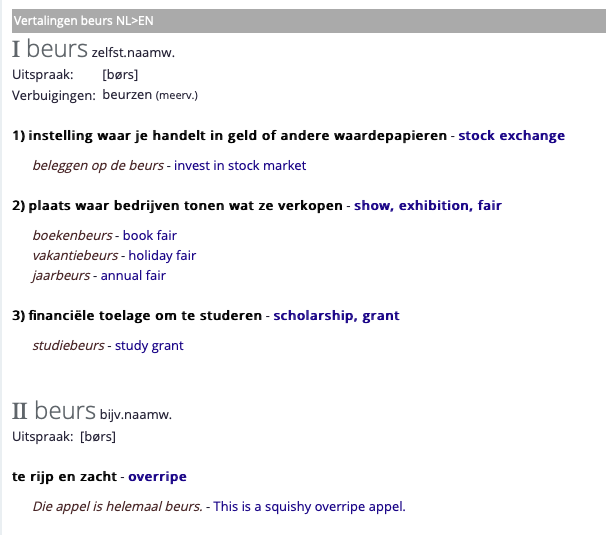 Vertalingen beurs NL>EN
I beurs zelfst.naamw.
Uitspraak: [børs]
Verbuigingen: beurzen (meerv.)
1) instelling waar je handelt in geld of andere waardepapieren - stock exchange
beleggen op de beurs - invest in stock market
2) plaats waar bedrijven tonen wat ze verkopen - show, exhibition, fair
boekenbeurs - book fair
vakantiebeurs - holiday fair
jaarbeurs - annual fair
3) financiële toelage om te studeren - scholarship, grant
studiebeurs - study grant
II beurs bijv.naamw.
Uitspraak: [børs]
te rijp en zacht - overripe
Die appel is helemaal beurs. - This is a squishy overripe appel.